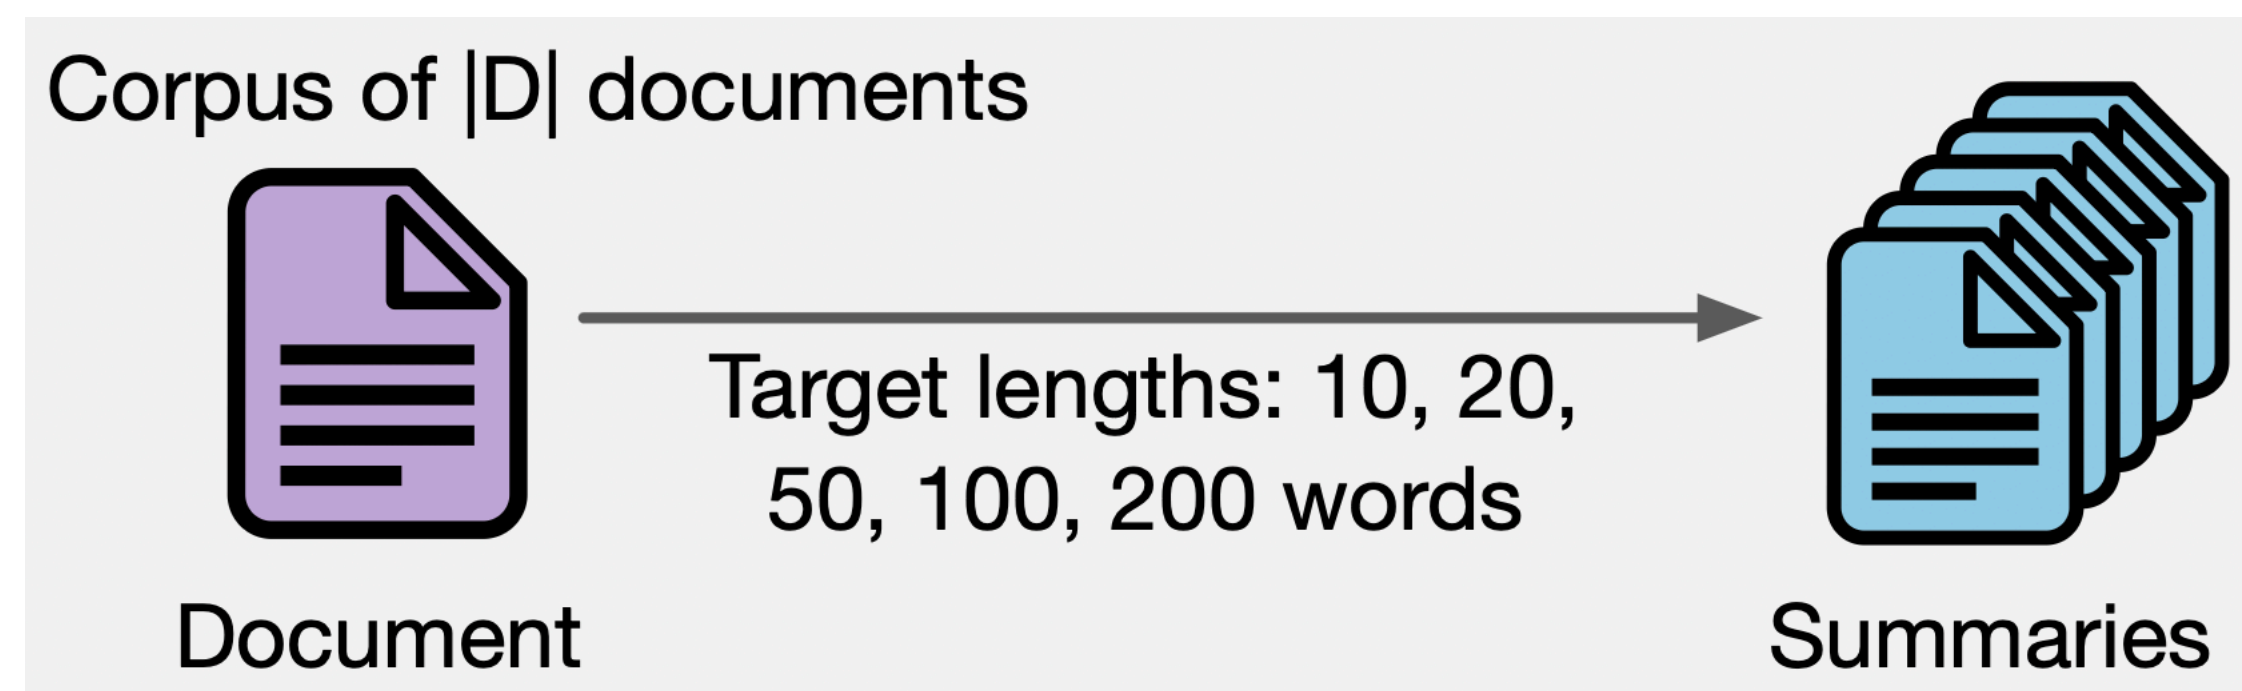 Corpus of |D| documents
Target lengths: 10, 20,
50, 100, 200 words
Document
Summaries